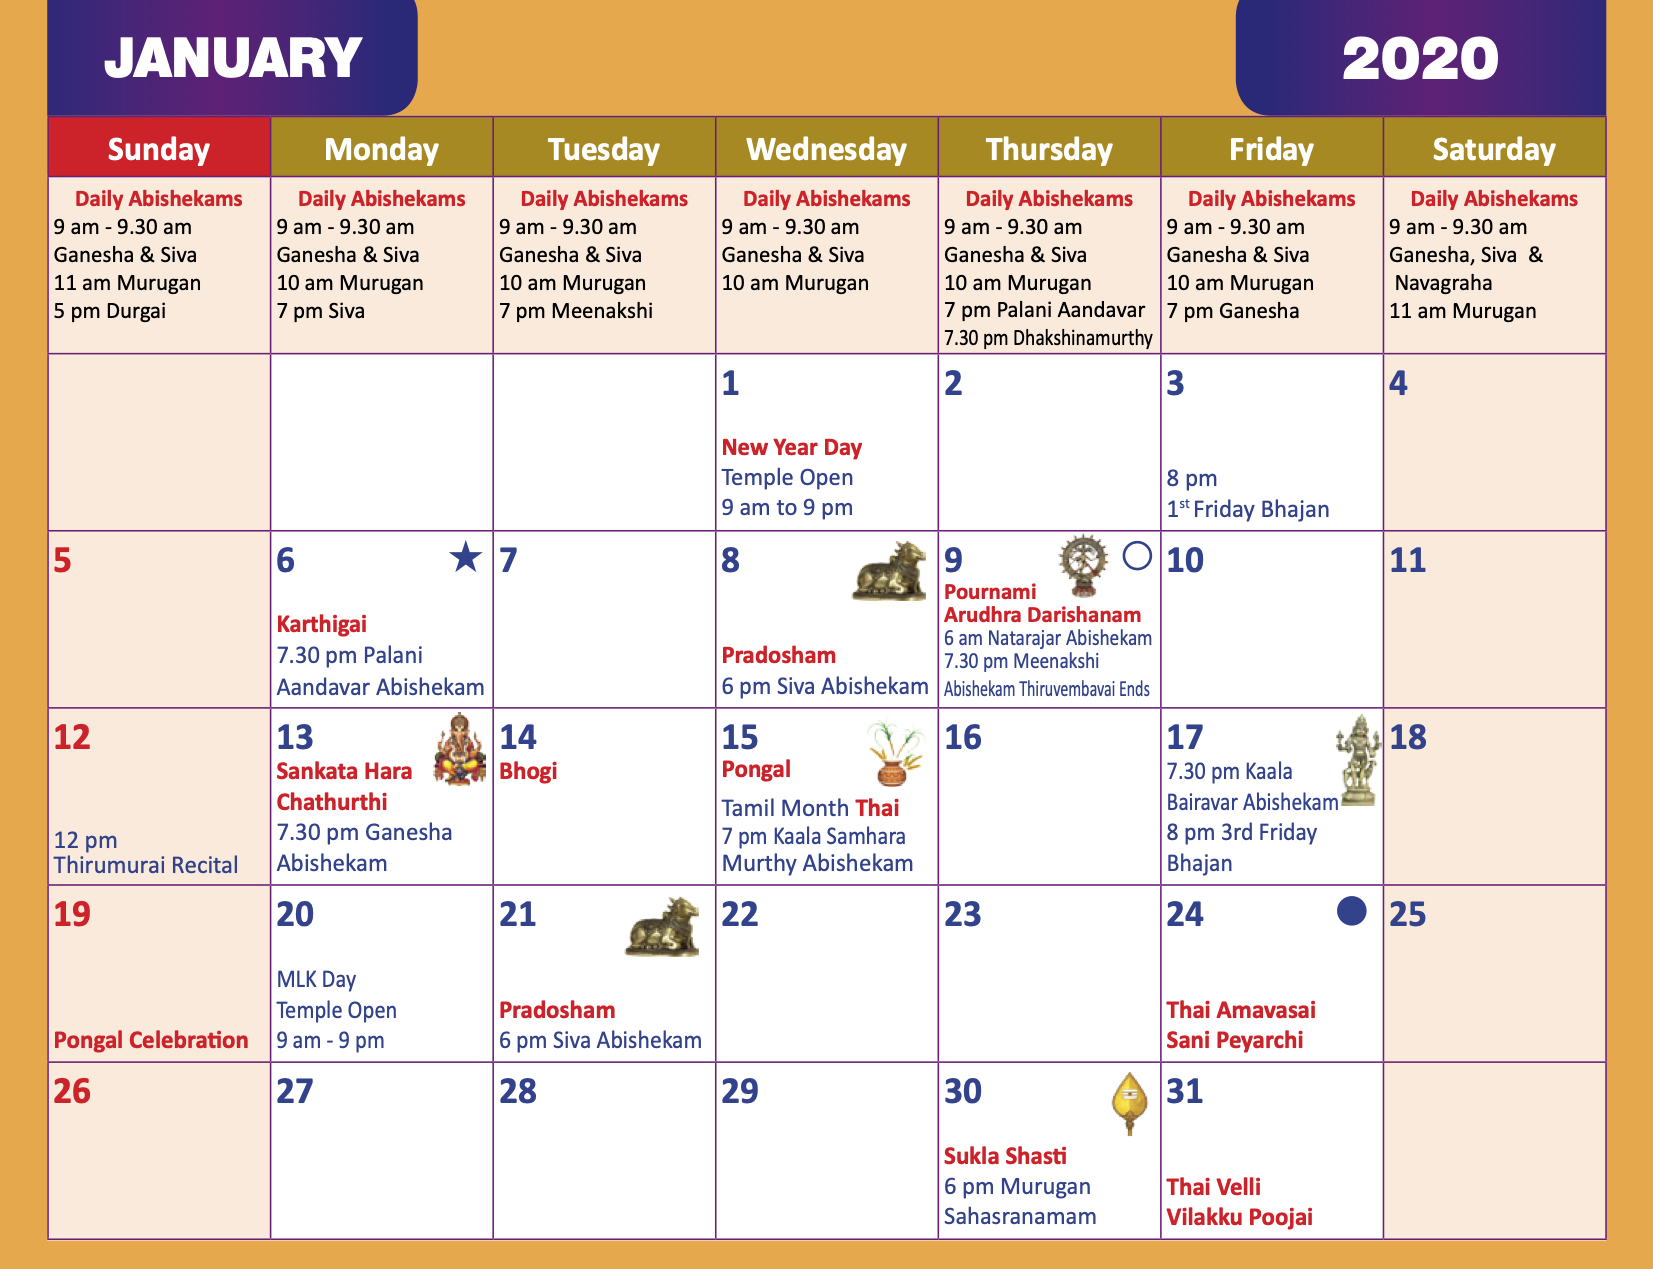 JANUARY
2020
Sunday
Monday
Tuesday
Wednesday
Thursday
Friday
Saturday
Daily Abishekams
9 am - 9.30 am
Ganesha & Siva
11 am Murugan
5 pm Durgai
Daily Abishekams
9 am - 9.30 am
Ganesha & Siva
10 am Murugan
7 pm Siva
Daily Abishekams
9 am - 9.30 am
Ganesha & Siva
10 am Murugan
7 pm Meenakshi
Daily Abishekams
9 am - 9.30 am
Ganesha & Siva
10 am Murugan
Daily Abishekams
9 am - 9.30 am
Ganesha & Siva
10 am Murugan
7 pm Palani Aandavar
7.30 pm Dhakshinamurthy
Daily Abishekams
9 am - 9.30 am
Ganesha & Siva
10 am Murugan
7 pm Ganesha
Daily Abishekams
9 am - 9.30 am
Ganesha, Siva &
Navagraha
11 am Murugan
1
New Year Day
Temple Open
9 am to 9 pm
2
3
8 pm
1st Friday Bhajan
4
5
6
Karthigai
7.30 pm Palani
Aandavar Abishekam
7
8
Pradosham
6 pm Siva Abishekam
9
Pournami
Arudhra Darishanam
6 am Natarajar Abishekam
7.30 pm Meenakshi
Abishekam Thiruvembavai Ends
10
11
12
12 pm
Thirumurai Recital
13
Sankata Hara
Chathurthi
7.30 pm Ganesha
Abishekam
14
Bhogi
15
Pongal
Tamil Month Thai
7 pm Kaala Samhara
Murthy Abishekam
16
17
7.30 pm Kaala
Bairavar Abishekam
8 pm 3rd Friday
Bhajan
18
19
Pongal Celebration
20
MLK Day
Temple Open
9 am - 9 pm
21
Pradosham
6 pm Siva Abishekam
22
23
24
Thai Amavasai
Sani Peyarchi
25
26
27
28
29
30
Sukla Shasti
6 pm Murugan
Sahasranamam
31
Thai Velli
Vilakku Poojai